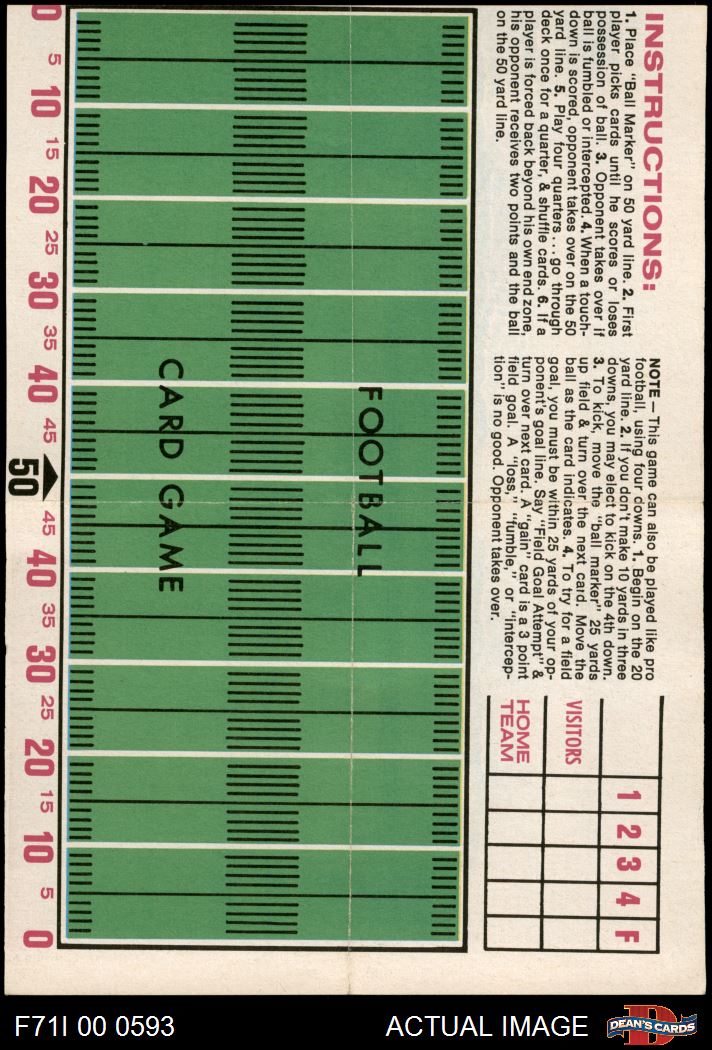 INSTRUCTIONS:
1. Place "Ball Marker" on 50 yard line. 2. First
player picks cards until he scores or loses
possession of ball. 3. Opponent takes over if
ball is fumbled or intercepted. 4. When a touch-
down is scored, opponent takes over on the 50
yard line. 5. Play four quarters . . . go through
deck once for a quarter, & shuffle cards. 6. If a
player is forced back beyond his own end zone,
his opponent receives two points and the ball
on the 50 yard line.
NOTE — This game can also be played like pro
football, using four downs. 1. Begin on the 20
yard line. 2. If you don't make 10 yards in three
downs, you may elect to kick on the 4th down.
3. To kick, move the "ball marker" 25 yards
up field & turn over the next card. Move the
ball as the card indicates. 4. To try for a field
goal, you must be within 25 yards of your op-
ponent's goal line. Say "Field Goal Attempt" &
turn over next card. A "gain" card is a 3 point
field goal. A "loss," "fumble," or "intercep-
tion" is no good. Opponent takes over.
1 2 3 4 F
VISITORS
HOME
TEAM
FOOTBALL
CARD GAME
0 5 10 15 20 25 30 35 40 45 50 45 40 35 30 25 20 15 10 5 0
F71I 00 0593
ACTUAL IMAGE
DEAN'S CARDS